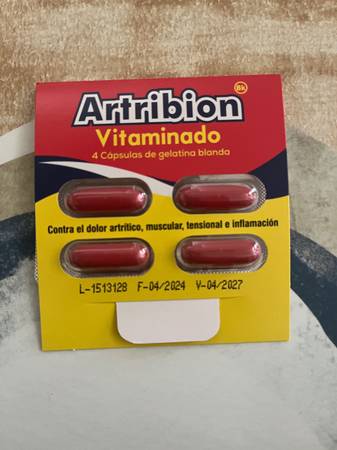 Bk
Artribion
Vitaminado
4 Cápsulas de gelatina blanda
Contra el dolor artrítico, muscular, tensional e inflamación
L-1513128 F-04/2024 V-04/2027